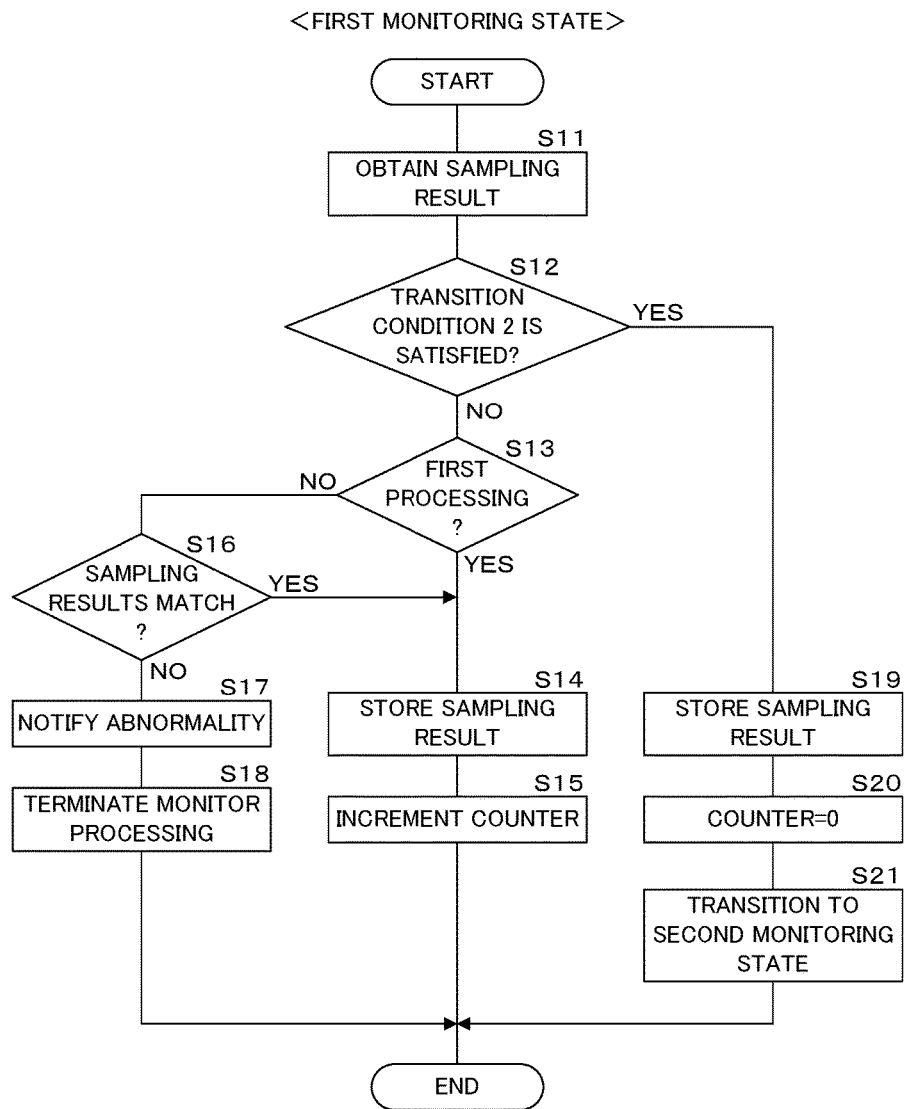 <FIRST MONITORING STATE>
START
S11
OBTAIN SAMPLING
RESULT
S12
TRANSITION
CONDITION 2 IS
SATISFIED?
YES
NO
S13
FIRST
PROCESSING
?
NO
YES
S16
SAMPLING
RESULTS MATCH
?
YES
NO
S17
NOTIFY ABNORMALITY
S18
TERMINATE MONITOR
PROCESSING
S14
STORE SAMPLING
RESULT
S15
INCREMENT COUNTER
S19
STORE SAMPLING
RESULT
S20
COUNTER=0
S21
TRANSITION TO
SECOND MONITORING
STATE
END